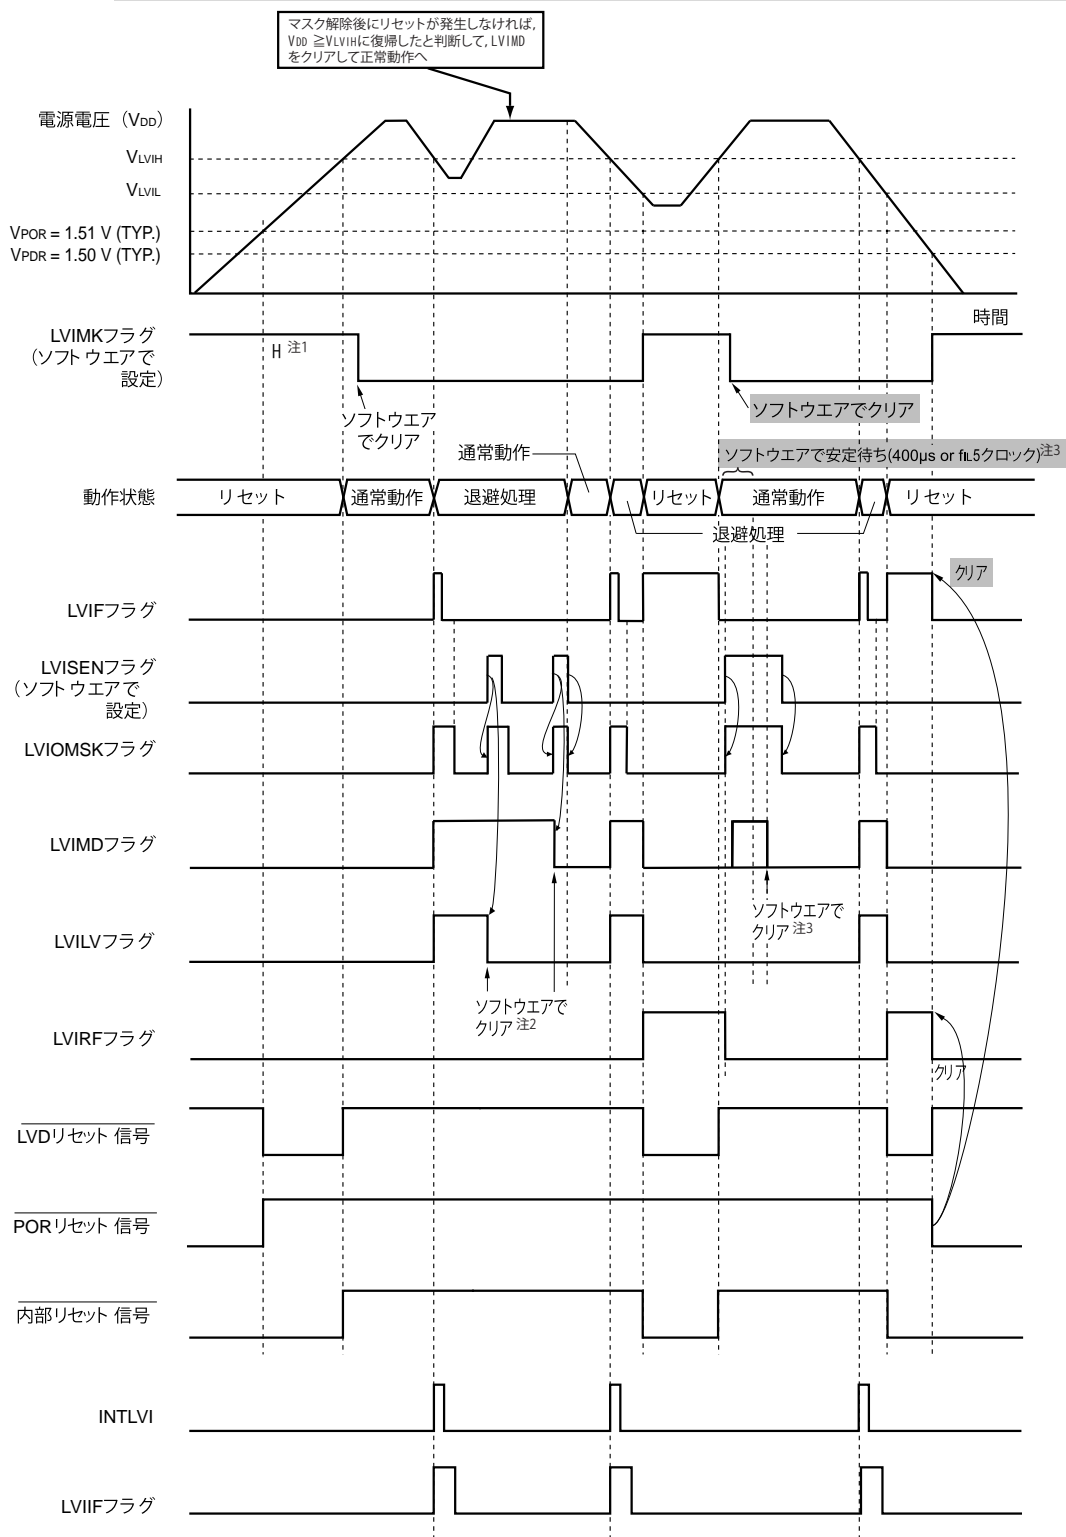 マスク解除後にリセットが発生しなければ,
VDD ≧VLVIHに復帰したと判断して, LVIMD
をクリアして正常動作へ
電源電圧（VDD）
VLVIH
VLVIL
VPOR = 1.51 V (TYP.)
VPDR = 1.50 V (TYP.)
時間
LVIMKフラグ
（ソフトウエアで
設定）
H 注1
ソフトウエア
でクリア
ソフトウエアでクリア
通常動作
ソフトウエアで安定待ち(400μs or fIL5クロック)注3
動作状態
リセット
通常動作
退避処理
リセット
通常動作
リセット
退避処理
クリア
LVIFフラグ
LVISENフラグ
（ソフトウエアで
設定）
LVIOMSKフラグ
LVIMDフラグ
ソフトウエアで
クリア 注3
LVILVフラグ
ソフトウエアで
クリア 注2
LVIRFフラグ
クリア
LVDリセット信号
PORリセット信号
内部リセット信号
INTLVI
LVIIFフラグ